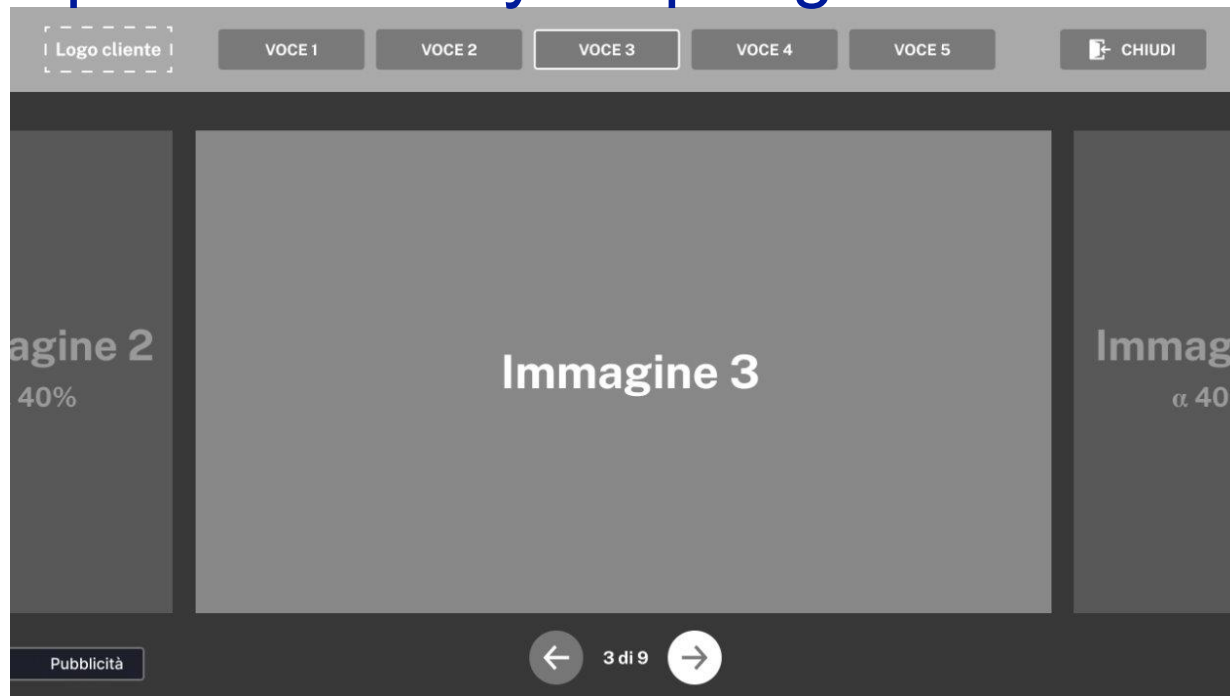 Logo cliente
VOCE 1
VOCE 2
VOCE 3
VOCE 4
VOCE 5
CHIUDI
agine 2
40%
Immagine 3
Immag
α 40
Pubblicità
3 di 9